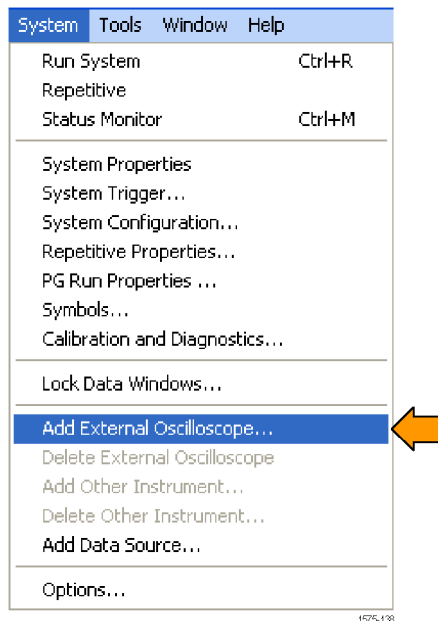 System Tools Window Help
Run System Ctrl+R
Repetitive
Status Monitor Ctrl+M
System Properties
System Trigger...
System Configuration...
Repetitive Properties...
PG Run Properties ...
Symbols...
Calibration and Diagnostics...
Lock Data Windows...
Add External Oscilloscope...
Delete External Oscilloscope
Add Other Instrument...
Delete Other Instrument...
Add Data Source...
Options...
1575-138